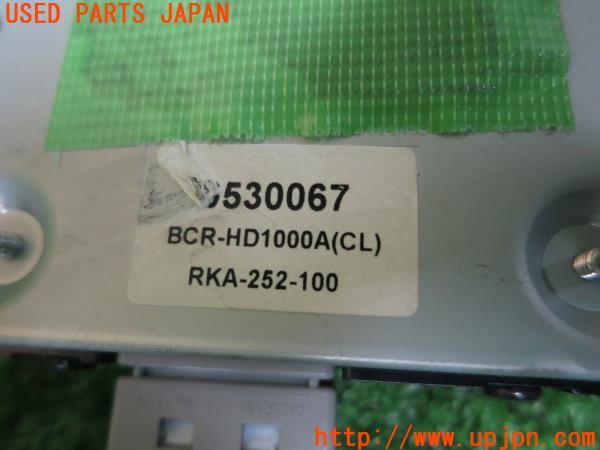 USED PARTS JAPAN
530067
BCR-HD1000A(CL)
RKA-252-100
http://www.upjpn.com